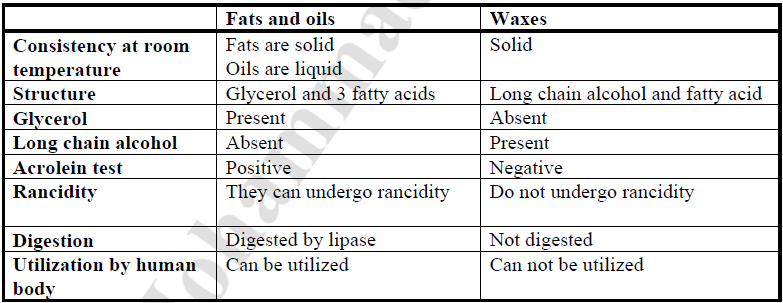 Fats and oils Waxes
Consistency at room Fats are solid Solid
temperature Oils are liquid
Structure Glycerol and 3 fatty acids Long chain alcohol and fatty acid
Glycerol Present Absent
Long chain alcohol Absent Present
Acrolein test Positive Negative
Rancidity They can undergo rancidity Do not undergo rancidity
Digestion Digested by lipase Not digested
Utilization by human Can be utilized Can not be utilized
body